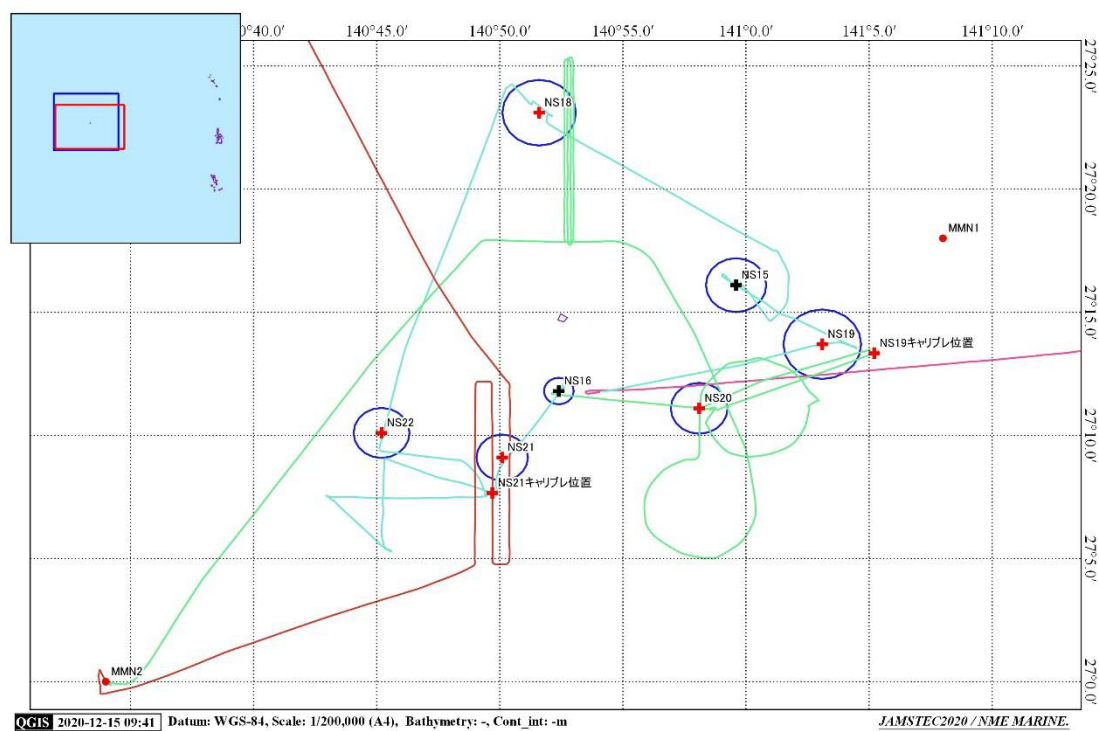 140°40.0' 140°45.0' 140°50.0' 140°55.0' 141°0.0' 141°5.0' 141°10.0'
27°25.0'
NS18
27°20.0'
MMN1
NS15
27°15.0'
NS19
NS19キャリブレ位置
NS16
NS20
NS22
27°10.0'
NS21
NS21キャリブレ位置
27°5.0'
MMN2
27°0.0'
QGIS 2020-12-15 09:41 Datum: WGS-84, Scale: 1/200,000 (A4), Bathymetry: -, Cont_int: -m JAMSTEC2020 / NME MARINE.